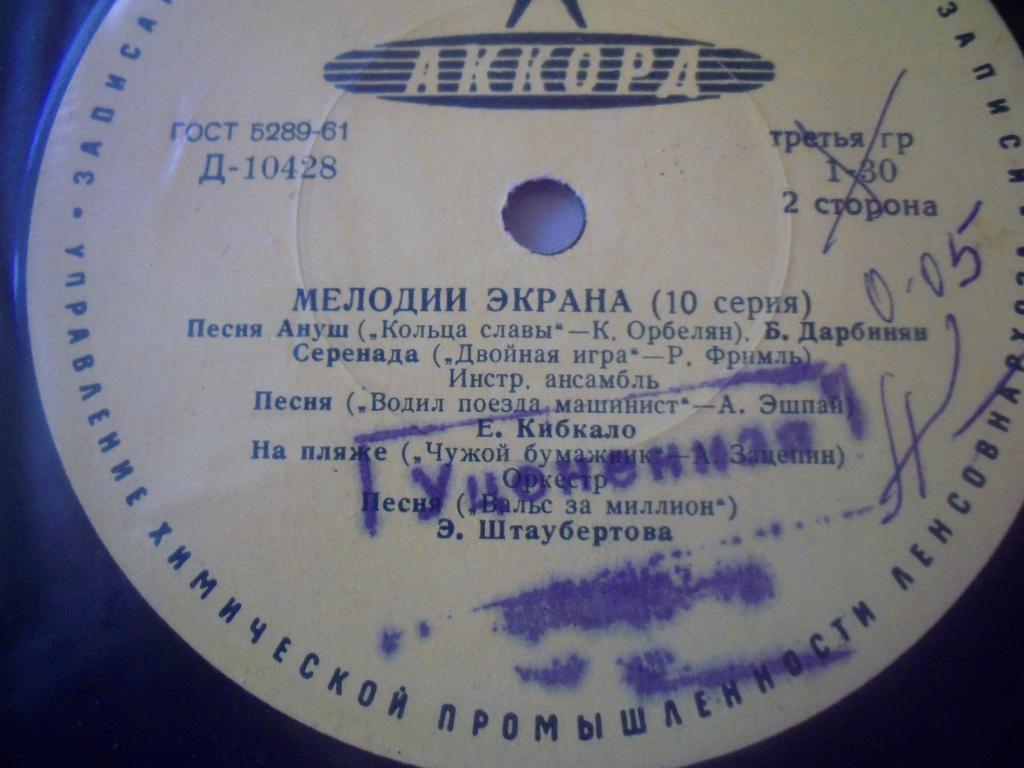 АККОРД
ГОСТ 5289-61
Д-10428
третья гр
1-30
2 сторона
0-05
МЕЛОДИИ ЭКРАНА (10 серия)
Песня Ануш („Кольца славы“—К. Орбелян). Б. Дарбинян
Серенада („Двойная игра“—Р. Фримль)
Инстр. ансамбль
Песня („Водил поезда машинист“—А. Эшпай)
Е. Кибкало
На пляже („Чужой бумажник“—А. Зацепин)
Оркестр
Песня („Вальс за миллион“)
Э. Штаубертова
Уцененная
УПРАВЛЕНИЕ ХИМИЧЕСКОЙ ПРОМЫШЛЕННОСТИ ЛЕНСОВНАРХОЗА